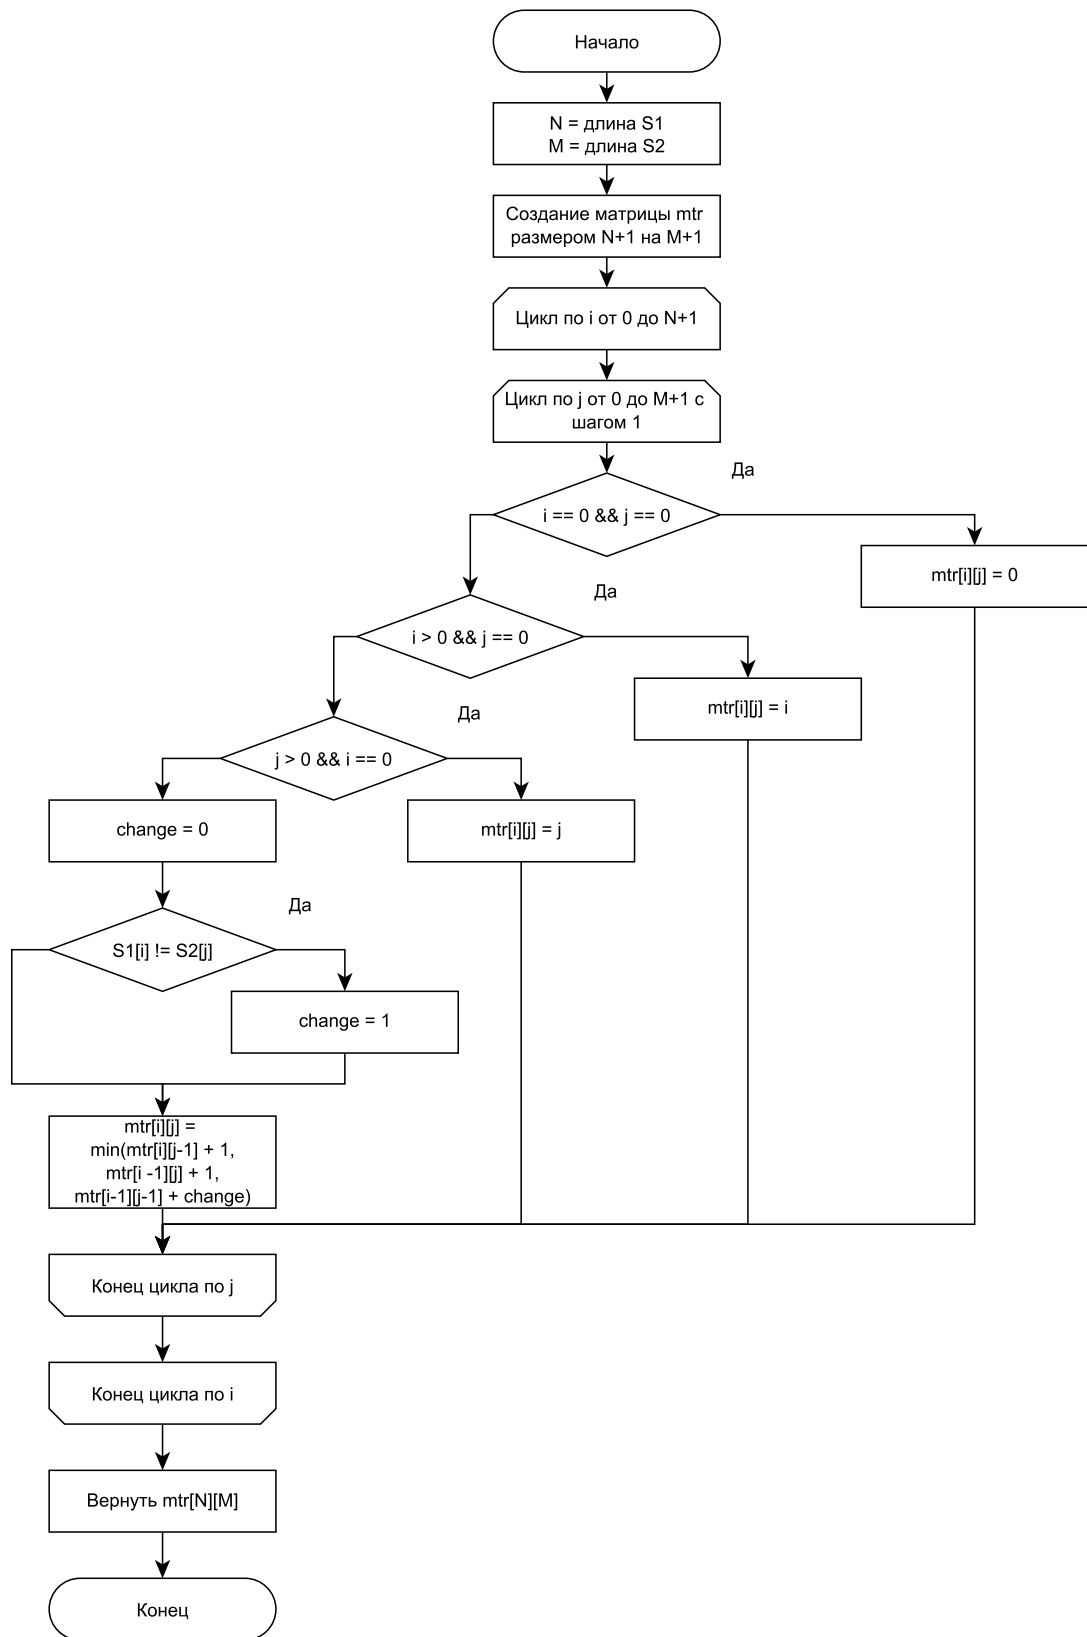 Начало
N = длина S1
M = длина S2
Создание матрицы mtr
размером N+1 на M+1
Цикл по i от 0 до N+1
Цикл по j от 0 до M+1 с
шагом 1
Да
i == 0 && j == 0
mtr[i][j] = 0
Да
i > 0 && j == 0
mtr[i][j] = i
Да
j > 0 && i == 0
change = 0
mtr[i][j] = j
Да
S1[i] != S2[j]
change = 1
mtr[i][j] =
min(mtr[i][j-1] + 1,
mtr[i -1][j] + 1,
mtr[i-1][j-1] + change)
Конец цикла по j
Конец цикла по i
Вернуть mtr[N][M]
Конец